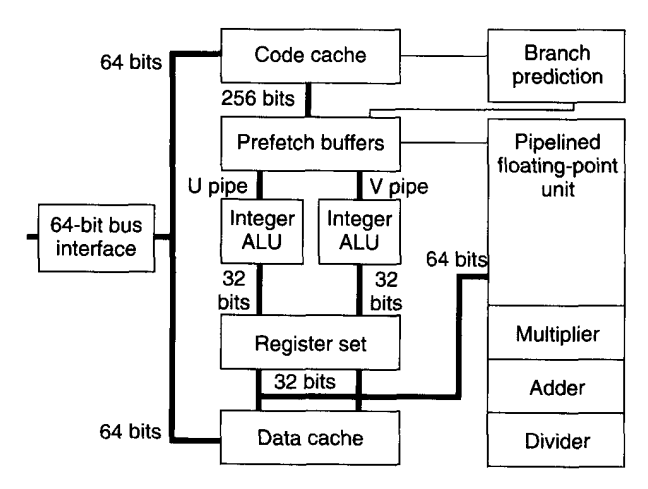 64 bits
Code cache
Branch
prediction
256 bits
Prefetch buffers
Pipelined
floating-point
unit
U pipe
V pipe
64-bit bus
interface
Integer
ALU
Integer
ALU
64 bits
32
bits
32
bits
Register set
Multiplier
32 bits
Adder
64 bits
Data cache
Divider